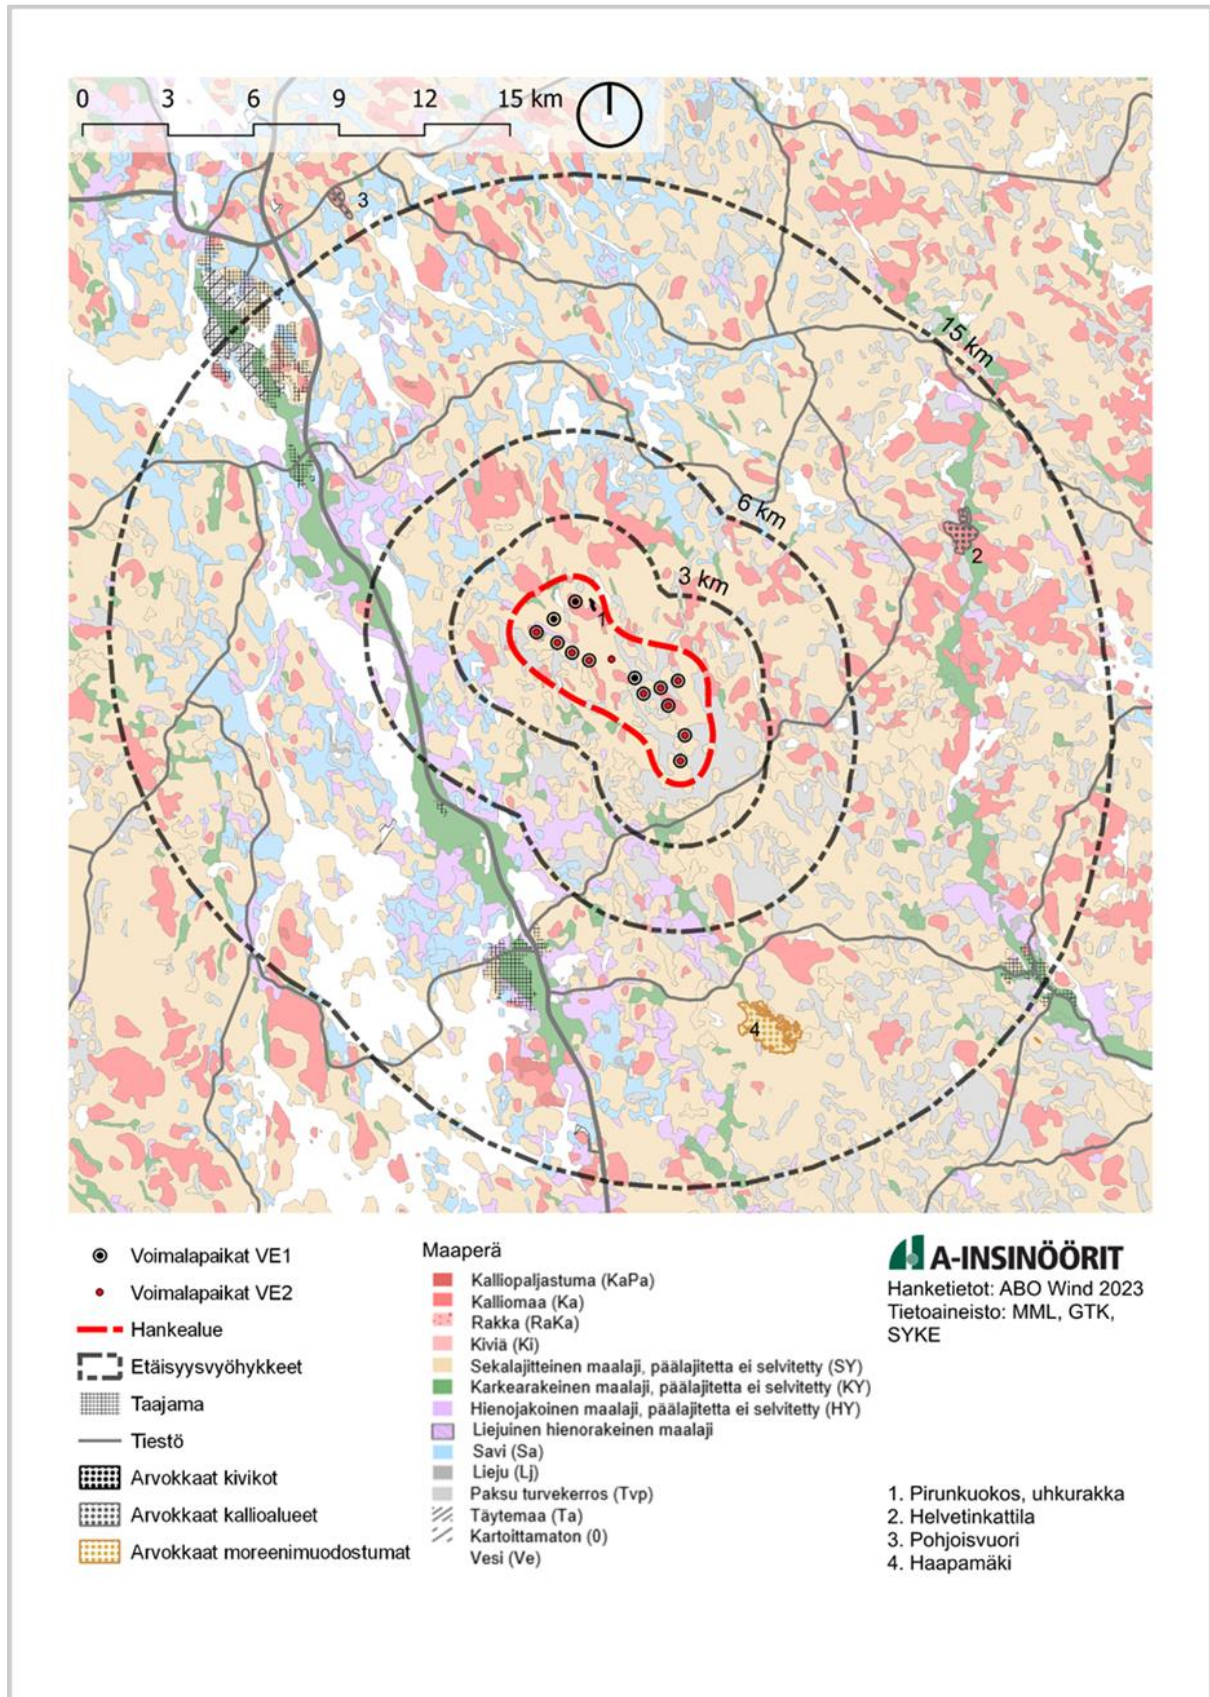 0 3 6 9 12 15 km
3
15 km
6 km
2
3 km
1
4
Voimalapaikat VE1
Voimalapaikat VE2
Hankealue
Etäisyysvyöhykkeet
Taajama
Tiestö
Arvokkaat kivikot
Arvokkaat kallioalueet
Arvokkaat moreenimuodostumat
Maaperä
Kalliopaljastuma (KaPa)
Kalliomaa (Ka)
Rakka (RaKa)
Kiviä (Ki)
Sekalajitteinen maalaji, päälajitetta ei selvitetty (SY)
Karkearakeinen maalaji, päälajitetta ei selvitetty (KY)
Hienojakoinen maalaji, päälajitetta ei selvitetty (HY)
Liejuinen hienorakeinen maalaji
Savi (Sa)
Lieju (Lj)
Paksu turvekerros (Tvp)
Täytemaa (Ta)
Kartoittamaton (0)
Vesi (Ve)
A-INSINÖÖRIT
Hanketiedot: ABO Wind 2023
Tietoaineisto: MML, GTK,
SYKE
1. Pirunkuokos, uhkurakka
2. Helvetinkattila
3. Pohjoisvuori
4. Haapamäki